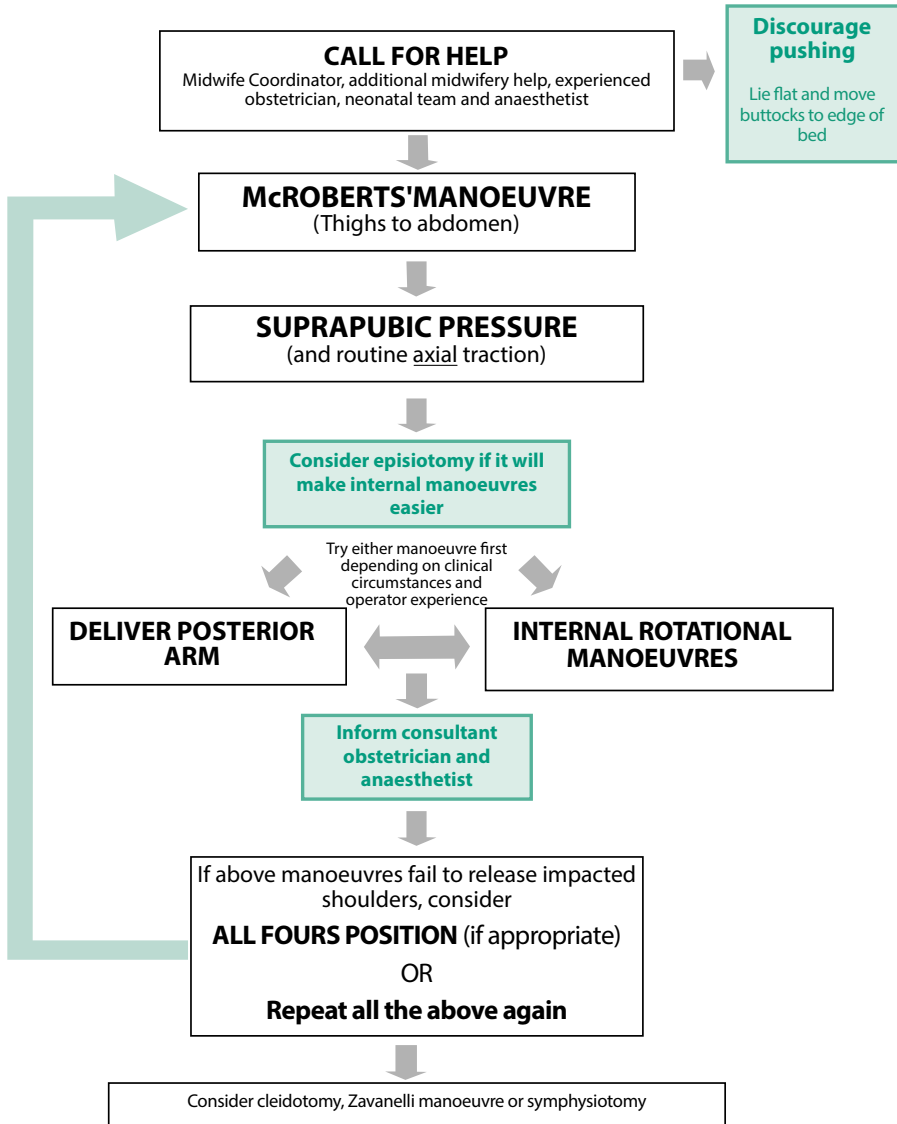 CALL FOR HELP
Midwife Coordinator, additional midwifery help, experienced
obstetrician, neonatal team and anaesthetist
Discourage
pushing
Lie flat and move
buttocks to edge of
bed
McROBERTS'MANOEUVRE
(Thighs to abdomen)
SUPRAPUBIC PRESSURE
(and routine axial traction)
Consider episiotomy if it will
make internal manoeuvres
easier
Try either manoeuvre first
depending on clinical
circumstances and
operator experience
DELIVER POSTERIOR
ARM
INTERNAL ROTATIONAL
MANOEUVRES
Inform consultant
obstetrician and
anaesthetist
If above manoeuvres fail to release impacted
shoulders, consider
ALL FOURS POSITION (if appropriate)
OR
Repeat all the above again
Consider cleidotomy, Zavanelli manoeuvre or symphysiotomy